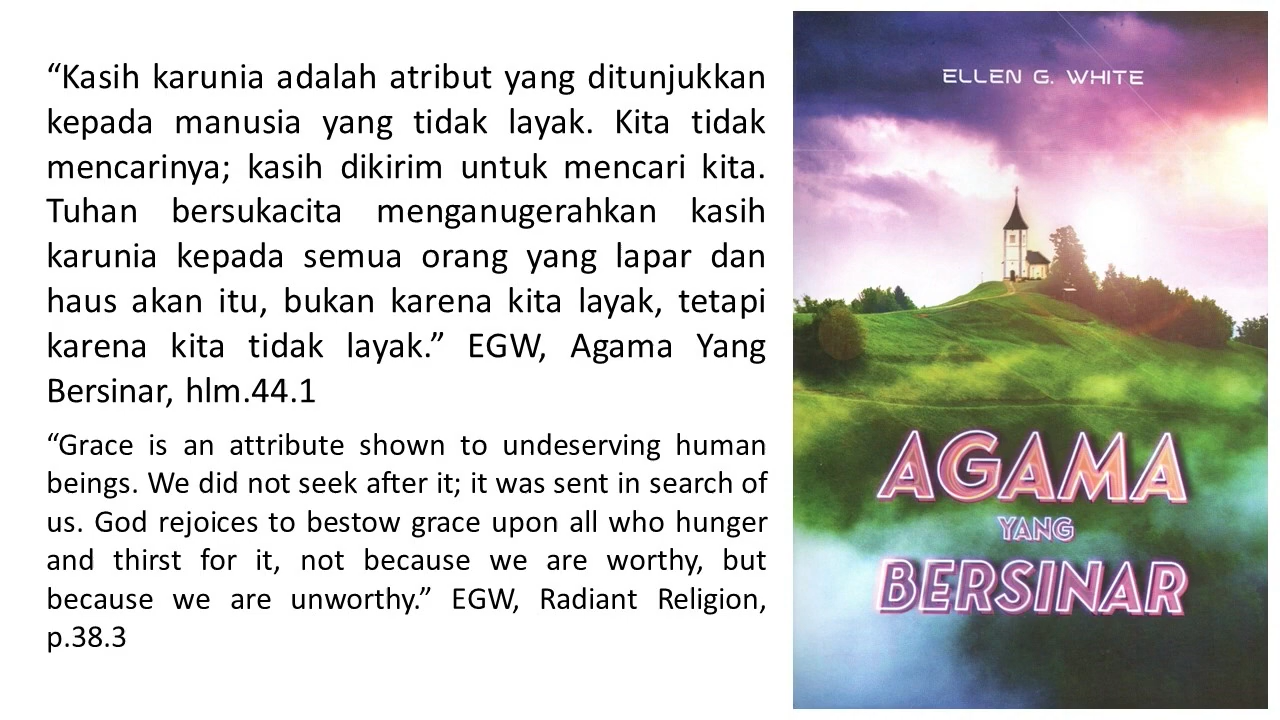 “Kasih karunia adalah atribut yang ditunjukkan
kepada manusia yang tidak layak. Kita tidak
mencarinya; kasih dikirim untuk mencari kita.
Tuhan bersukacita menganugerahkan kasih
karunia kepada semua orang yang lapar dan
haus akan itu, bukan karena kita layak, tetapi
karena kita tidak layak.” EGW, Agama Yang
Bersinar, hlm.44.1
“Grace is an attribute shown to undeserving human
beings. We did not seek after it; it was sent in search of
us. God rejoices to bestow grace upon all who hunger
and thirst for it, not because we are worthy, but
because we are unworthy.” EGW, Radiant Religion,
p.38.3
ELLEN G. WHITE
AGAMA
YANG
BERSINAR